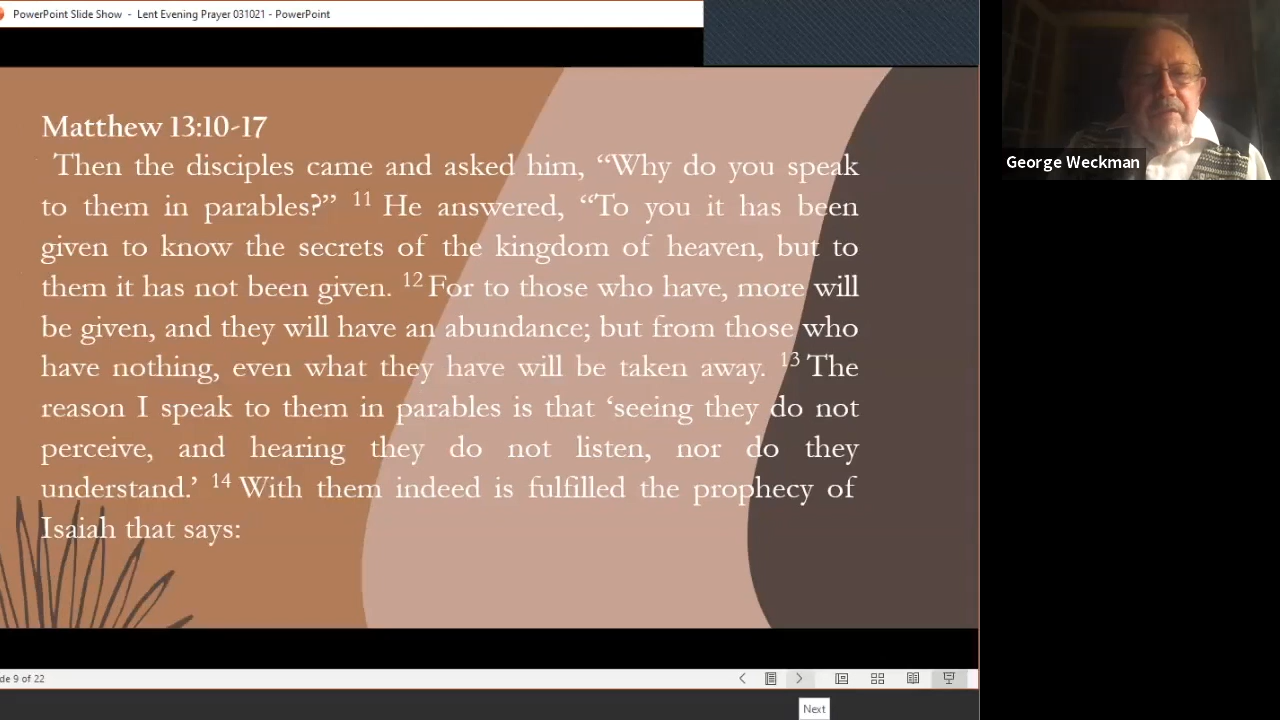 PowerPoint Slide Show - Lent Evening Prayer 031021 - PowerPoint
Matthew 13:10-17
Then the disciples came and asked him, “Why do you speak
to them in parables?” 11 He answered, “To you it has been
given to know the secrets of the kingdom of heaven, but to
them it has not been given. 12 For to those who have, more will
be given, and they will have an abundance; but from those who
have nothing, even what they have will be taken away. 13 The
reason I speak to them in parables is that ‘seeing they do not
perceive, and hearing they do not listen, nor do they
understand.’ 14 With them indeed is fulfilled the prophecy of
Isaiah that says:
George Weckman
de 9 of 22
Next